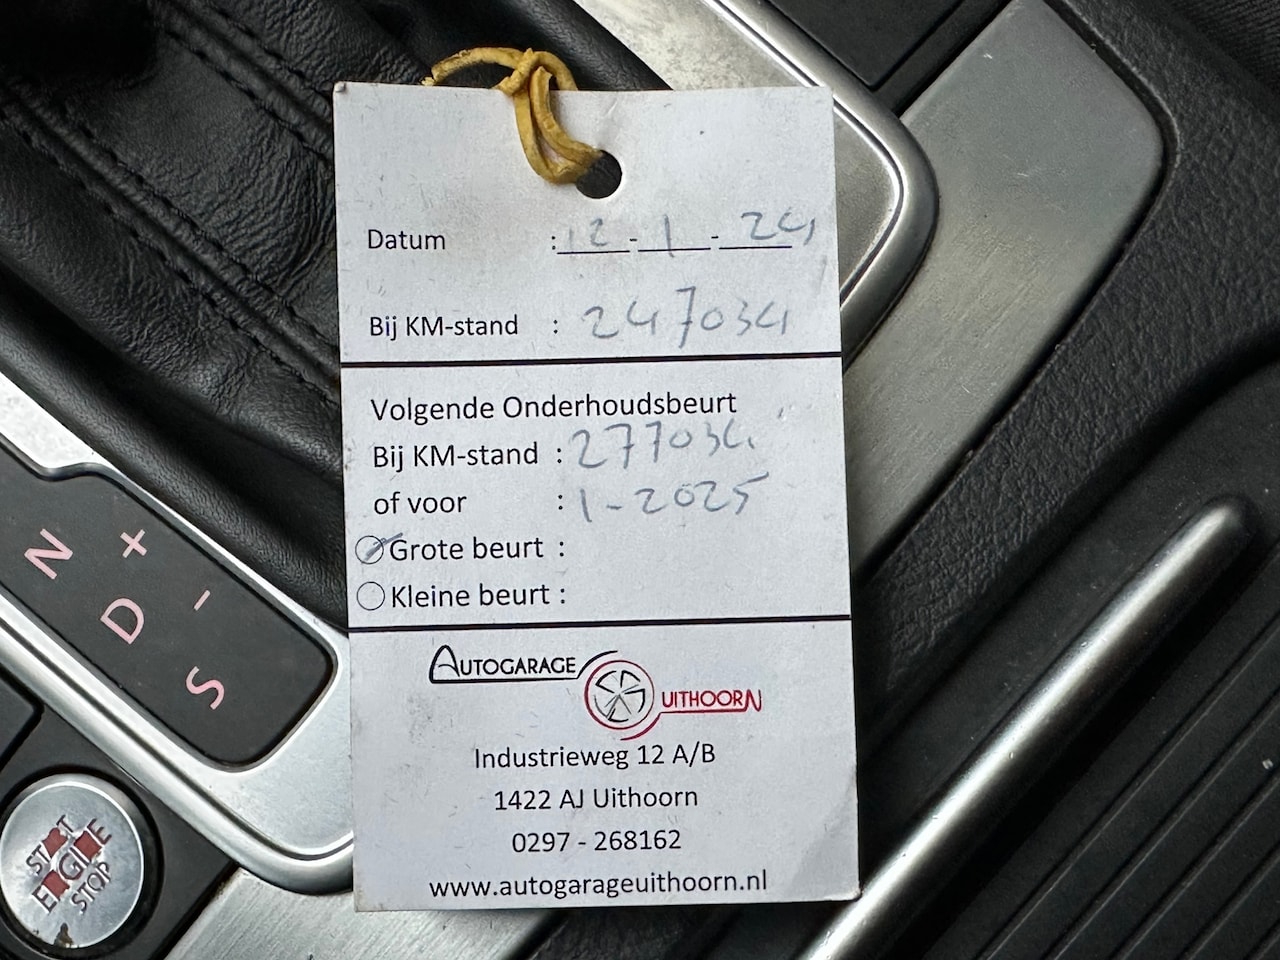 Datum : 12 - 1 - 24
Bij KM-stand : 247034
Volgende Onderhoudsbeurt
Bij KM-stand : 277034
of voor : 1-2025
Grote beurt :
Kleine beurt :
AUTOGARAGE
UITHOORN
Industrieweg 12 A/B
1422 AJ Uithoorn
0297 - 268162
www.autogarageuithoorn.nl
N +
D -
S
START
ENGINE
STOP